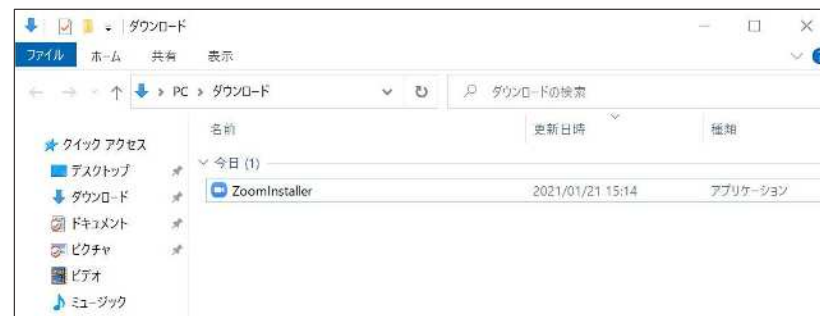 ダウンロード
ファイル ホーム 共有 表示
PC › ダウンロード ダウンロードの検索
名前 更新日時 種類
クイック アクセス
今日 (1)
デスクトップ
ZoomInstaller 2021/01/21 15:14 アプリケーション
ダウンロード
ドキュメント
ピクチャ
ビデオ
ミュージック